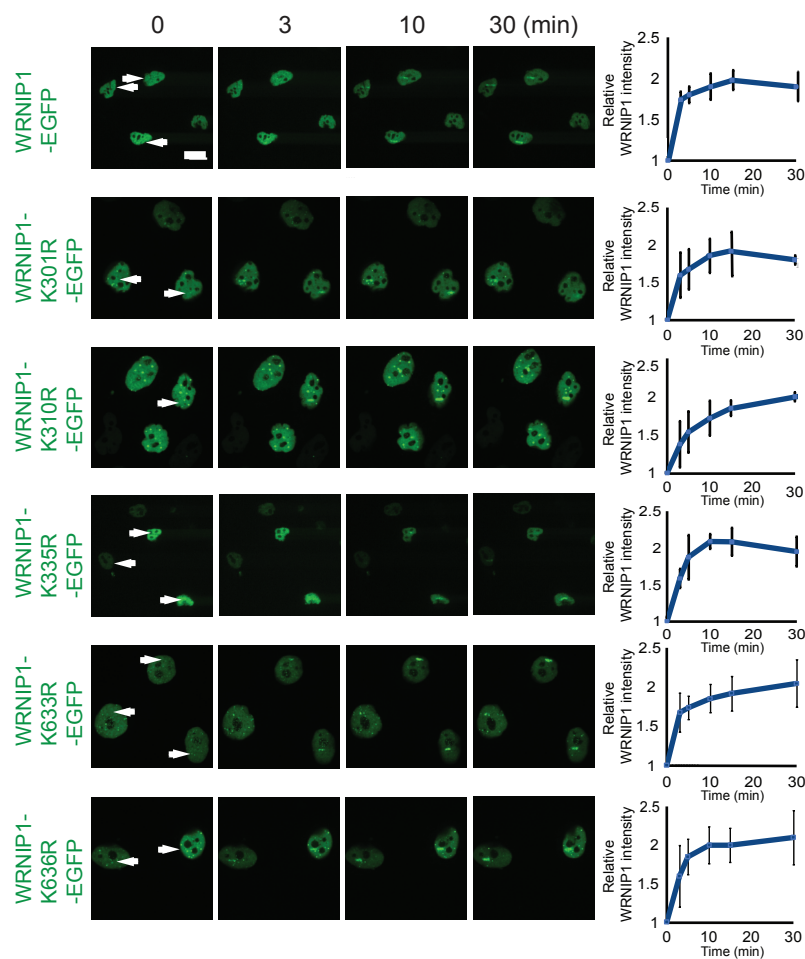 0 3 10 30 (min)
WRNIP1
-EGFP
Relative
WRNIP1 intensity
2.5
2
1.5
1
0 10 20 30
Time (min)
WRNIP1-
K301R
-EGFP
Relative
WRNIP1 intensity
2.5
2
1.5
1
0 10 20 30
Time (min)
WRNIP1-
K310R
-EGFP
Relative
WRNIP1 intensity
2.5
2
1.5
1
0 10 20 30
Time (min)
WRNIP1-
K335R
-EGFP
Relative
WRNIP1 intensity
2.5
2
1.5
1
0 10 20 30
Time (min)
WRNIP1-
K633R
-EGFP
Relative
WRNIP1 intensity
2.5
2
1.5
1
0 10 20 30
Time (min)
WRNIP1-
K636R
-EGFP
Relative
WRNIP1 intensity
2.5
2
1.5
1
0 10 20 30
Time (min)